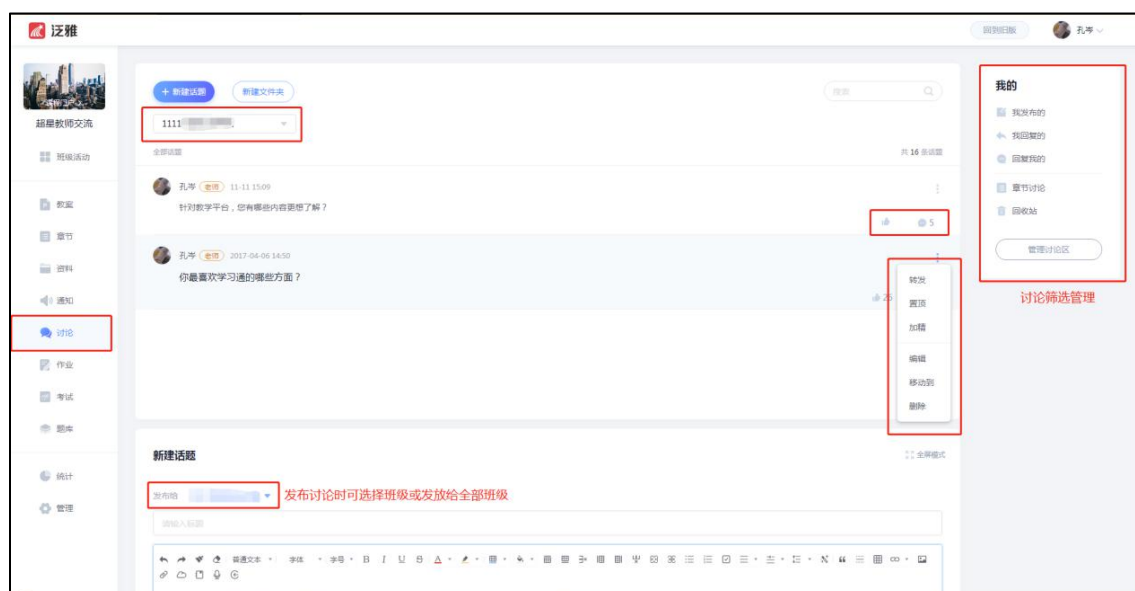 泛雅
回到旧版
孔岑
超星教师交流
班级活动
教案
章节
资料
通知
讨论
作业
考试
题库
统计
管理
+ 新建话题
新建文件夹
搜索
1111
全部话题
共 16 条话题
孔岑 老师 11-11 15:09
针对教学平台，您有哪些内容更想了解？
5
孔岑 老师 2017-04-06 14:50
你最喜欢学习通的哪些方面？
转发
置顶
加精
编辑
移动到
删除
我的
我发布的
我回复的
回复我的
章节讨论
回收站
管理讨论区
讨论筛选管理
新建话题
全屏模式
发布给
发布讨论时可选择班级或发放给全部班级
请输入标题
普通文本 字体 字号 B I U S A